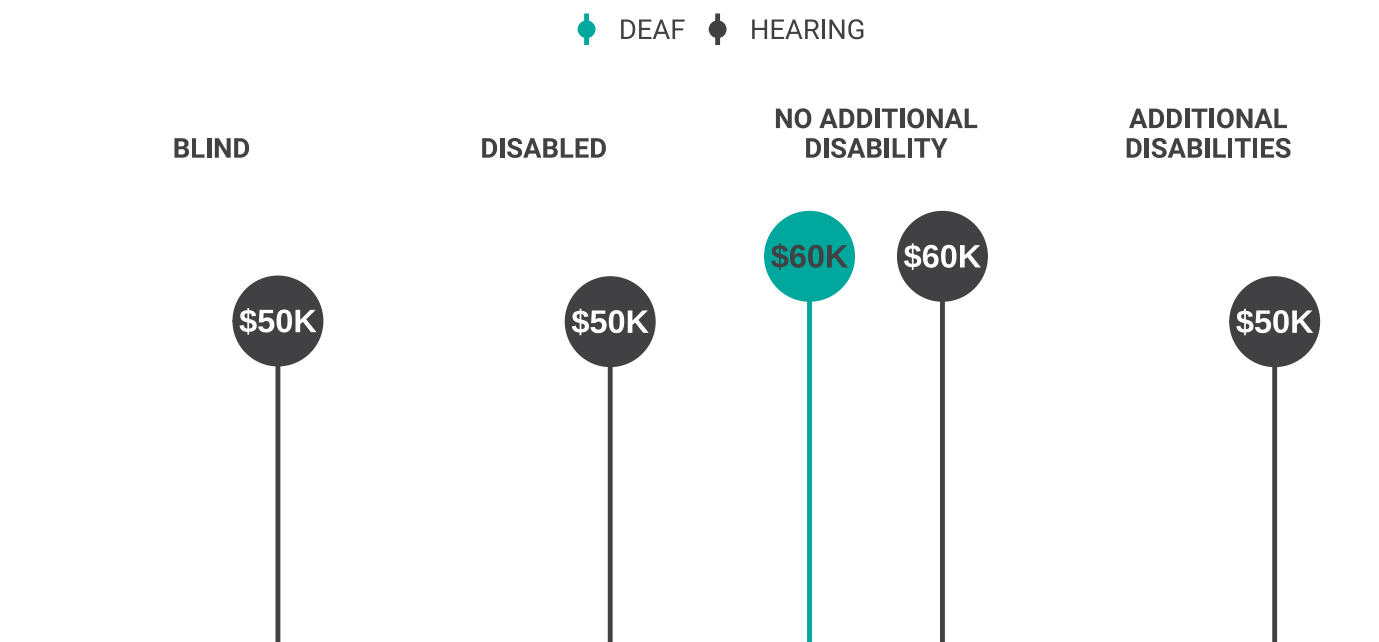 DEAF HEARING
BLIND
DISABLED
NO ADDITIONAL
DISABILITY
ADDITIONAL
DISABILITIES
$60K $60K
$50K $50K $50K